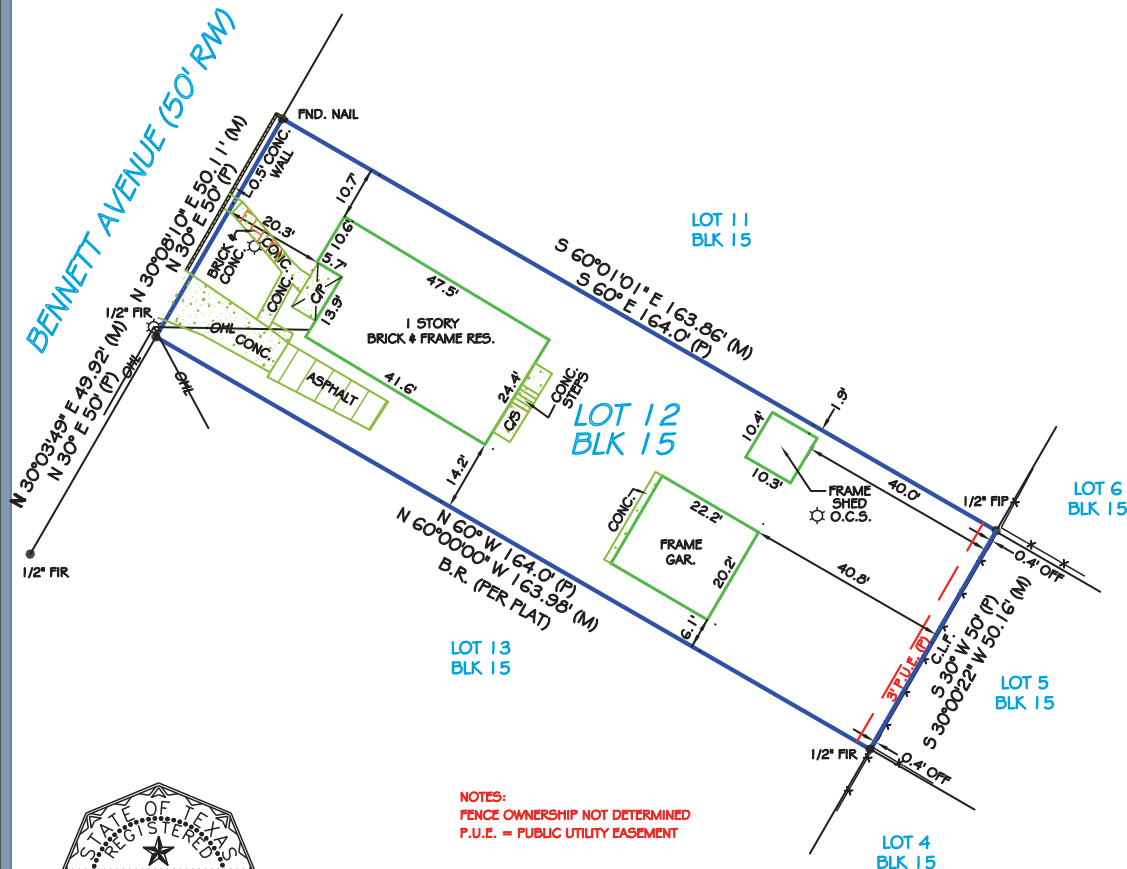 BENNETT AVENUE (50' R/W)
FND. NAIL
N 30°08'10" E 50.11' (M)
N 30° E 50' (P)
0.5' CONC.
WALL
10.7'
LOT 11
BLK 15
S 60°01'01" E 163.86' (M)
S 60° E 164.0' (P)
20.3'
BRICK &
CONC.
CONC.
CONC.
10.6'
5.7'
C/P
13.9'
47.5'
1 STORY
BRICK & FRAME RES.
41.6'
24.4'
C/S
CONC.
STEPS
1/2" FIR
OHL
CONC.
ASPHALT
OHL
OHL
N 30°03'49" E 49.92' (M)
N 30° E 50' (P)
1/2" FIR
14.2'
LOT 12
BLK 15
1.9'
10.4'
10.3'
FRAME
SHED
O.C.S.
40.0'
1/2" FIP
LOT 6
BLK 15
0.4' OFF
CONC.
22.2'
FRAME
GAR.
20.2'
40.8'
6.1'
N 60° W 164.0' (P)
N 60°00'00" W 163.98' (M)
B.R. (PER PLAT)
LOT 13
BLK 15
3' P.U.E. (P)
C.L.F.
S 30° W 50' (P)
S 30°00'22" W 50.16' (M)
LOT 5
BLK 15
1/2" FIR
0.4' OFF
LOT 4
BLK 15
NOTES:
FENCE OWNERSHIP NOT DETERMINED
P.U.E. = PUBLIC UTILITY EASEMENT
STATE OF TEXAS
REGISTERED